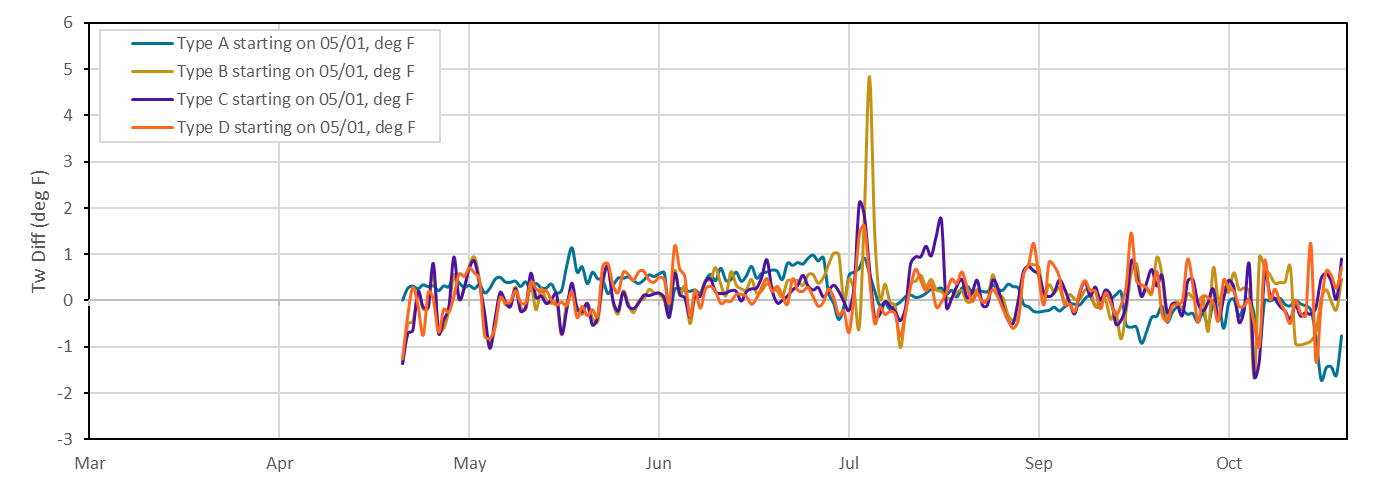 6
5
4
3
2
1
0
-1
-2
-3
Tw Diff (deg F)
Type A starting on 05/01, deg F
Type B starting on 05/01, deg F
Type C starting on 05/01, deg F
Type D starting on 05/01, deg F
Mar Apr May Jun Jul Sep Oct